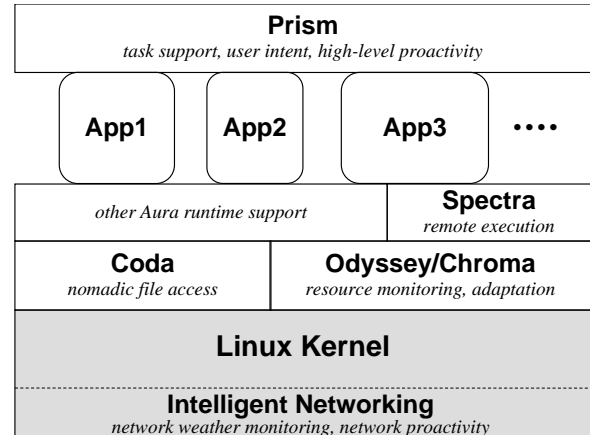 Prism
task support, user intent, high-level proactivity
App1 App2 App3 ••••
other Aura runtime support
Spectra
remote execution
Coda
nomadic file access
Odyssey/Chroma
resource monitoring, adaptation
Linux Kernel
Intelligent Networking
network weather monitoring, network proactivity